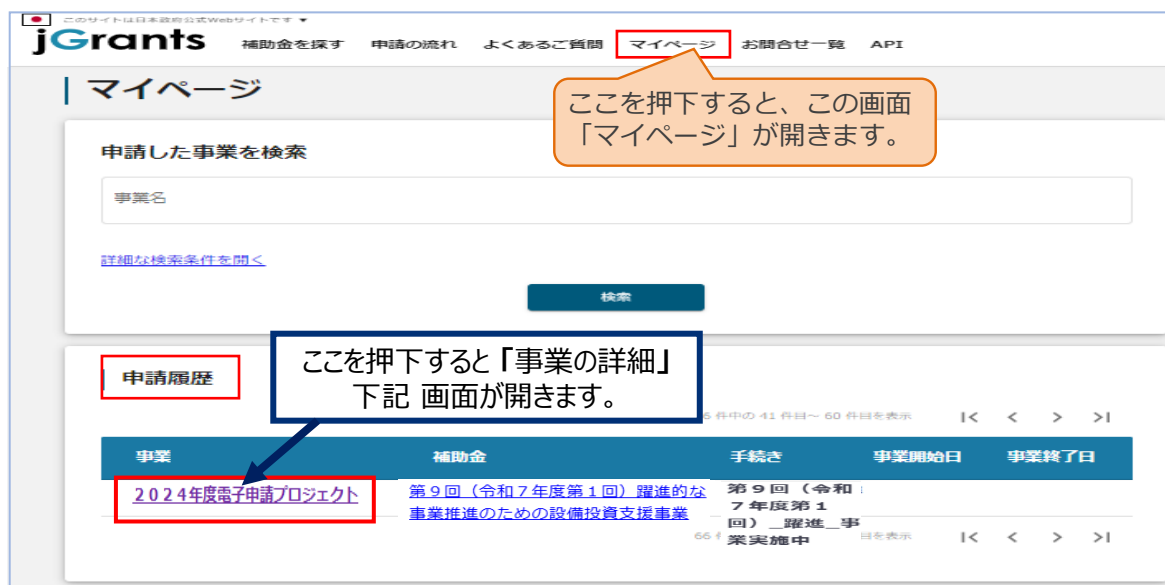 このサイトは日本政府公式Webサイトです ▼
jGrants 補助金を探す 申請の流れ よくあるご質問 マイページ お問合せ一覧 API
マイページ
ここを押下すると、この画面
「マイページ」が開きます。
申請した事業を検索
事業名
詳細な検索条件を開く
検索
ここを押下すると「事業の詳細」
下記 画面が開きます。
申請履歴
6 件中の 41 件目～ 60 件目を表示 |< < > >|
事業 補助金 手続き 事業開始日 事業終了日
2024年度電子申請プロジェクト
第9回（令和7年度第1回）躍進的な
事業推進のための設備投資支援事業
第9回（令和
7年度第1
回）_躍進_事
業実施中
66 件 目を表示 |< < > >|